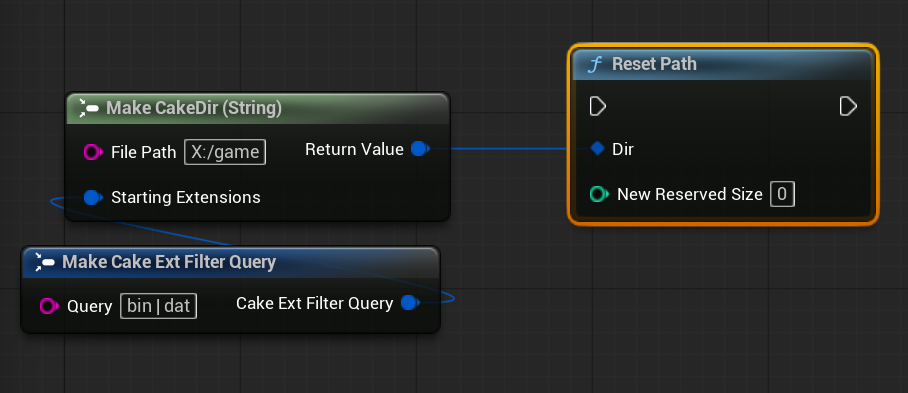 Make CakeDir (String)
File Path X:/game
Return Value
Starting Extensions
Make Cake Ext Filter Query
Query bin | dat
Cake Ext Filter Query
f Reset Path
Dir
New Reserved Size 0